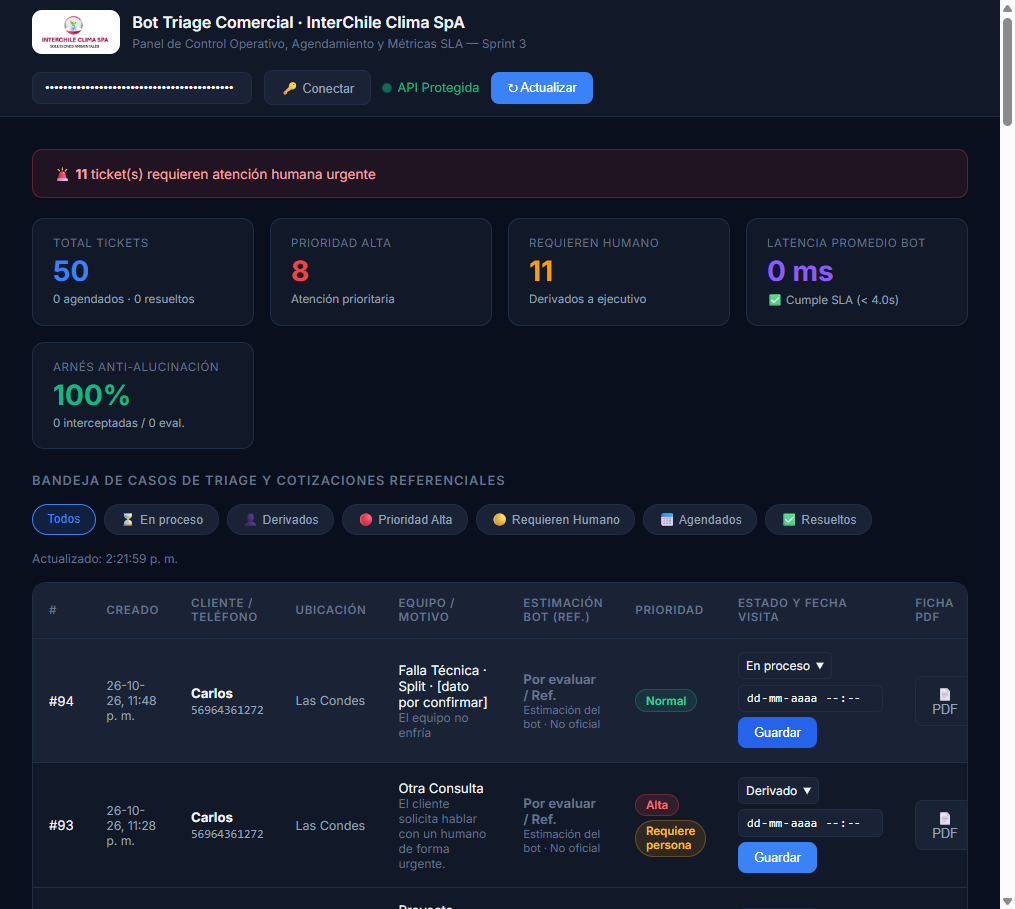 INTERCHILE CLIMA SPA
SOLUCIONES AMBIENTALES
Bot Triage Comercial · InterChile Clima SpA
Panel de Control Operativo, Agendamiento y Métricas SLA — Sprint 3
Conectar
API Protegida
↻ Actualizar
11 ticket(s) requieren atención humana urgente
TOTAL TICKETS
50
0 agendados · 0 resueltos
PRIORIDAD ALTA
8
Atención prioritaria
REQUIEREN HUMANO
11
Derivados a ejecutivo
LATENCIA PROMEDIO BOT
0 ms
✅ Cumple SLA (< 4.0s)
ARNÉS ANTI-ALUCINACIÓN
100%
0 interceptadas / 0 eval.
BANDEJA DE CASOS DE TRIAGE Y COTIZACIONES REFERENCIALES
Todos
En proceso
Derivados
Prioridad Alta
Requieren Humano
Agendados
Resueltos
Actualizado: 2:21:59 p. m.
#
CREADO
CLIENTE /
TELÉFONO
UBICACIÓN
EQUIPO /
MOTIVO
ESTIMACIÓN
BOT (REF.)
PRIORIDAD
ESTADO Y FECHA
VISITA
FICHA
PDF
#94
26-10-
26, 11:48
p. m.
Carlos
56964361272
Las Condes
Falla Técnica ·
Split · [dato
por confirmar]
El equipo no
enfría
Por evaluar
/ Ref.
Estimación del
bot · No oficial
Normal
En proceso ▼
dd-mm-aaaa --:--
Guardar
PDF
#93
26-10-
26, 11:28
p. m.
Carlos
56964361272
Las Condes
Otra Consulta
El cliente
solicita hablar
con un humano
de forma
urgente.
Por evaluar
/ Ref.
Estimación del
bot · No oficial
Alta
Requiere
persona
Derivado ▼
dd-mm-aaaa --:--
Guardar
PDF
Proyecto